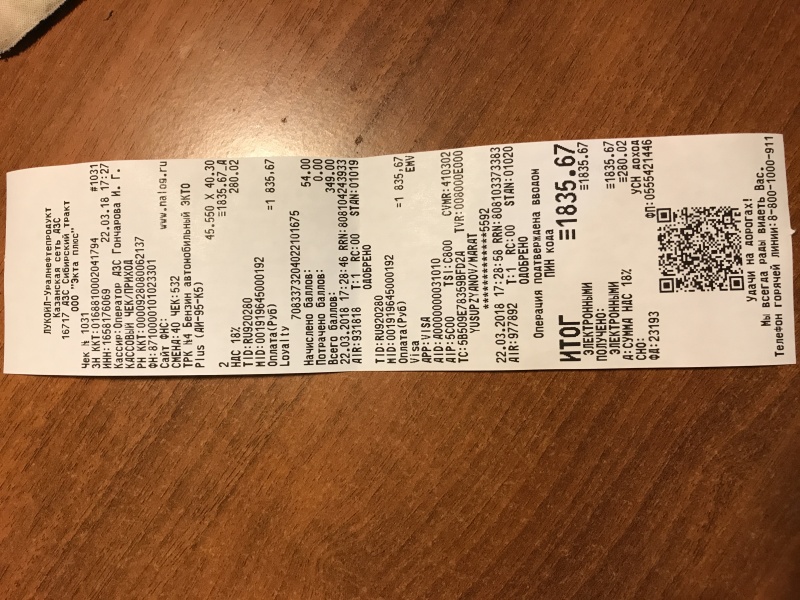 ЛУКОЙЛ-Уралнефтепродукт
Казанская сеть АЗС
16717 АЗС Сибирский тракт
ООО "Экта плюс"
Чек № 1031 #1031
ЗН ККТ:0168810002041794
ИНН:1658176069 22.03.18 17:27
Кассир:Оператор АЗС Гончарова И. Г.
КАССОВЫЙ ЧЕК/ПРИХОД
РН ККТ:0000928080062137
ФН:8710000101023301
Сайт ФНС: www.nalog.ru
СМЕНА:40 ЧЕК:532
ТРК №4 Бензин автомобильный ЭКТО
Plus (АИ-95-К5)
45.550 X 40.30
2 ≡1835.67_А
НДС 18% 280.02
TID:RU920280
MID:001919645000192
Оплата(Руб) =1 835,67
Loyalty
7083373204022101675
Начислено баллов: 54.00
Потрачено баллов: 0.00
Всего баллов: 349.00
22.03.2018 17:28:46 RRN:808104243933
AIR:931818 T:1 RC:00 STAN:01019
ОДОБРЕНО
TID:RU920280
MID:001919645000192
Оплата(Руб) =1 835,67
Visa EMV
APP:VISA
AID:A0000000031010
AIP:5C00 TSI:C800 CVMR:410302
TC:5B609E78359BFD2A TVR:008000E000
YUSUPZYANOV/MARAT
****************5592
22.03.2018 17:28:58 RRN:808103373383
AIR:977892 T:1 RC:00 STAN:01020
ОДОБРЕНО
Операция подтверждена вводом
ПИН кода
ИТОГ ≡1835.67
ЭЛЕКТРОННЫМИ ≡1835.67
ПОЛУЧЕНО:
ЭЛЕКТРОННЫМИ ≡1835.67
А:СУММА НДС 18% ≡280.02
СНО: УСН ДОХОД
ФД:23193 ФП:0555421446
Удачи на дорогах!
Мы всегда рады видеть Вас.
Телефон горячей линии:8-800-1000-911